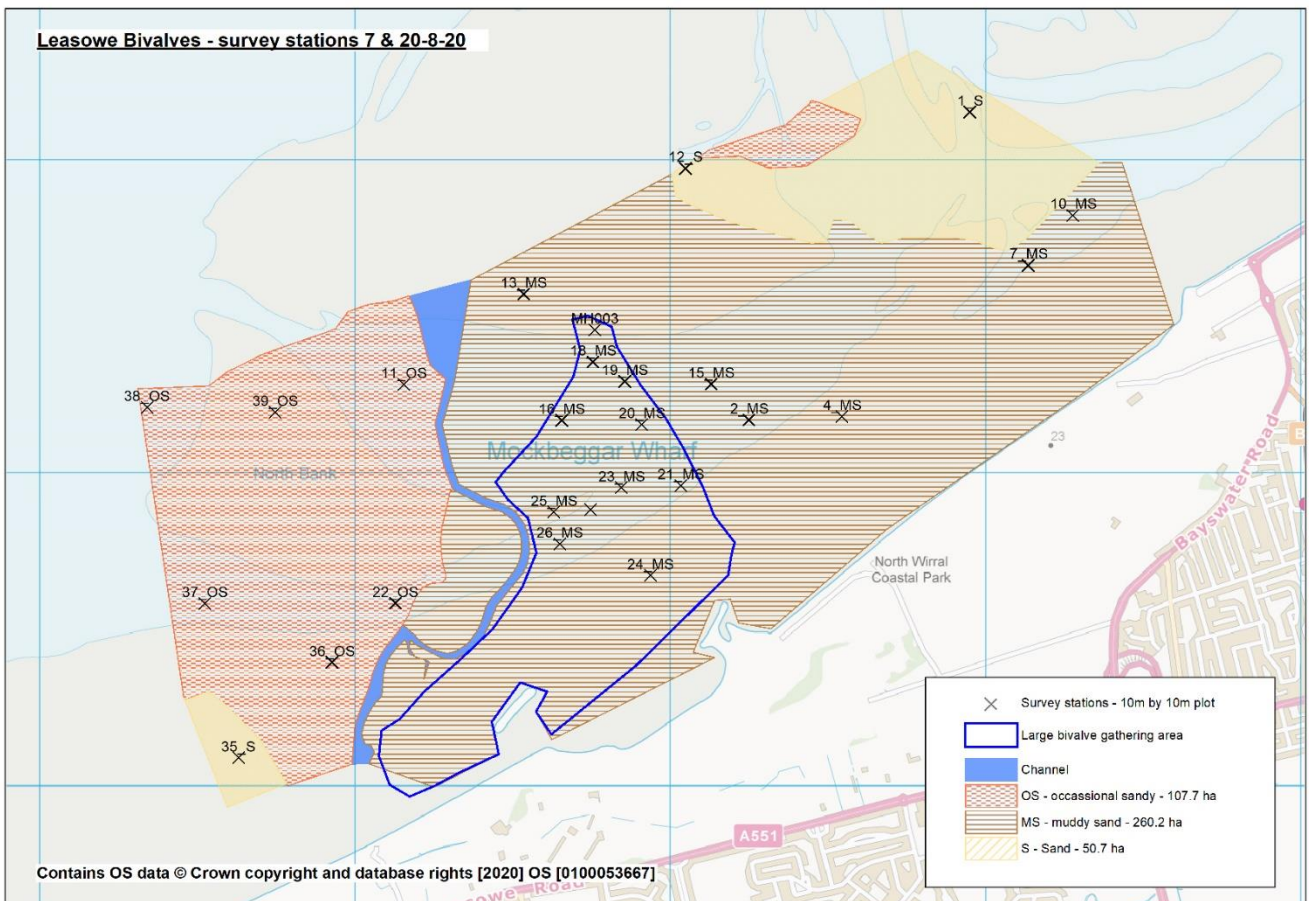 Leasowe Bivalves - survey stations 7 & 20-8-20
1_S
12_S
10_MS
7_MS
13_MS
MH003
18_MS
19_MS
15_MS
11_OS
38_OS
39_OS
16_MS
20_MS
2_MS
4_MS
23
Mockbeggar Wharf
North Bank
23_MS
21_MS
25_MS
26_MS
24_MS
Bayswater Road
North Wirral
Coastal Park
37_OS
22_OS
36_OS
35_S
Survey stations - 10m by 10m plot
Large bivalve gathering area
Channel
OS - occassional sandy - 107.7 ha
MS - muddy sand - 260.2 ha
S - Sand - 50.7 ha
A551
Contains OS data © Crown copyright and database rights [2020] OS [0100053667]
Road